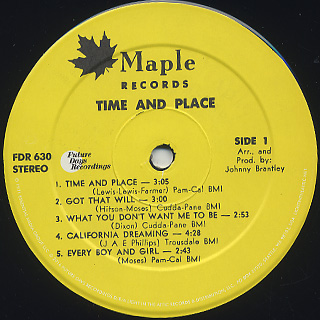 Maple
RECORDS
TIME AND PLACE
FDR 630
STEREO
Future
Days
Recordings
SIDE 1
Arr., and
Prod. by:
Johnny Brantley
1. TIME AND PLACE — 3:05
(Lewis-Lewis-Farmer) Pam-Cal BMI
2. GOT THAT WILL — 3:00
(Hitson-Moses) Cudda-Pane BMI
3. WHAT YOU DON'T WANT ME TO BE — 2:53
(Dixon) Cudda-Pane BMI
4. CALIFORNIA DREAMING — 4:28
(J A E Phillips) Trousdale BMI
5. EVERY BOY AND GIRL — 2:43
(Moses) Pam-Cal BMI